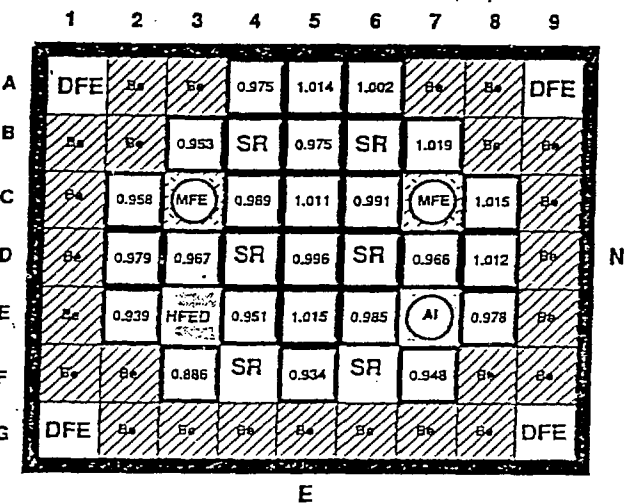 1 2 3 4 5 6 7 8 9
A DFE Be Be 0.975 1.014 1.002 Be Be DFE
B Be Be 0.953 SR 0.975 SR 1.019 Be Be
C Be 0.958 MFE 0.989 1.011 0.991 MFE 1.015 Be
D Be 0.979 0.967 SR 0.996 SR 0.966 1.012 Be N
E Be 0.939 HFED 0.951 1.015 0.985 Al 0.978 Be
F Be Be 0.886 SR 0.934 SR 0.948 Be Be
G DFE Be Be Be Be Be Be Be DFE
E